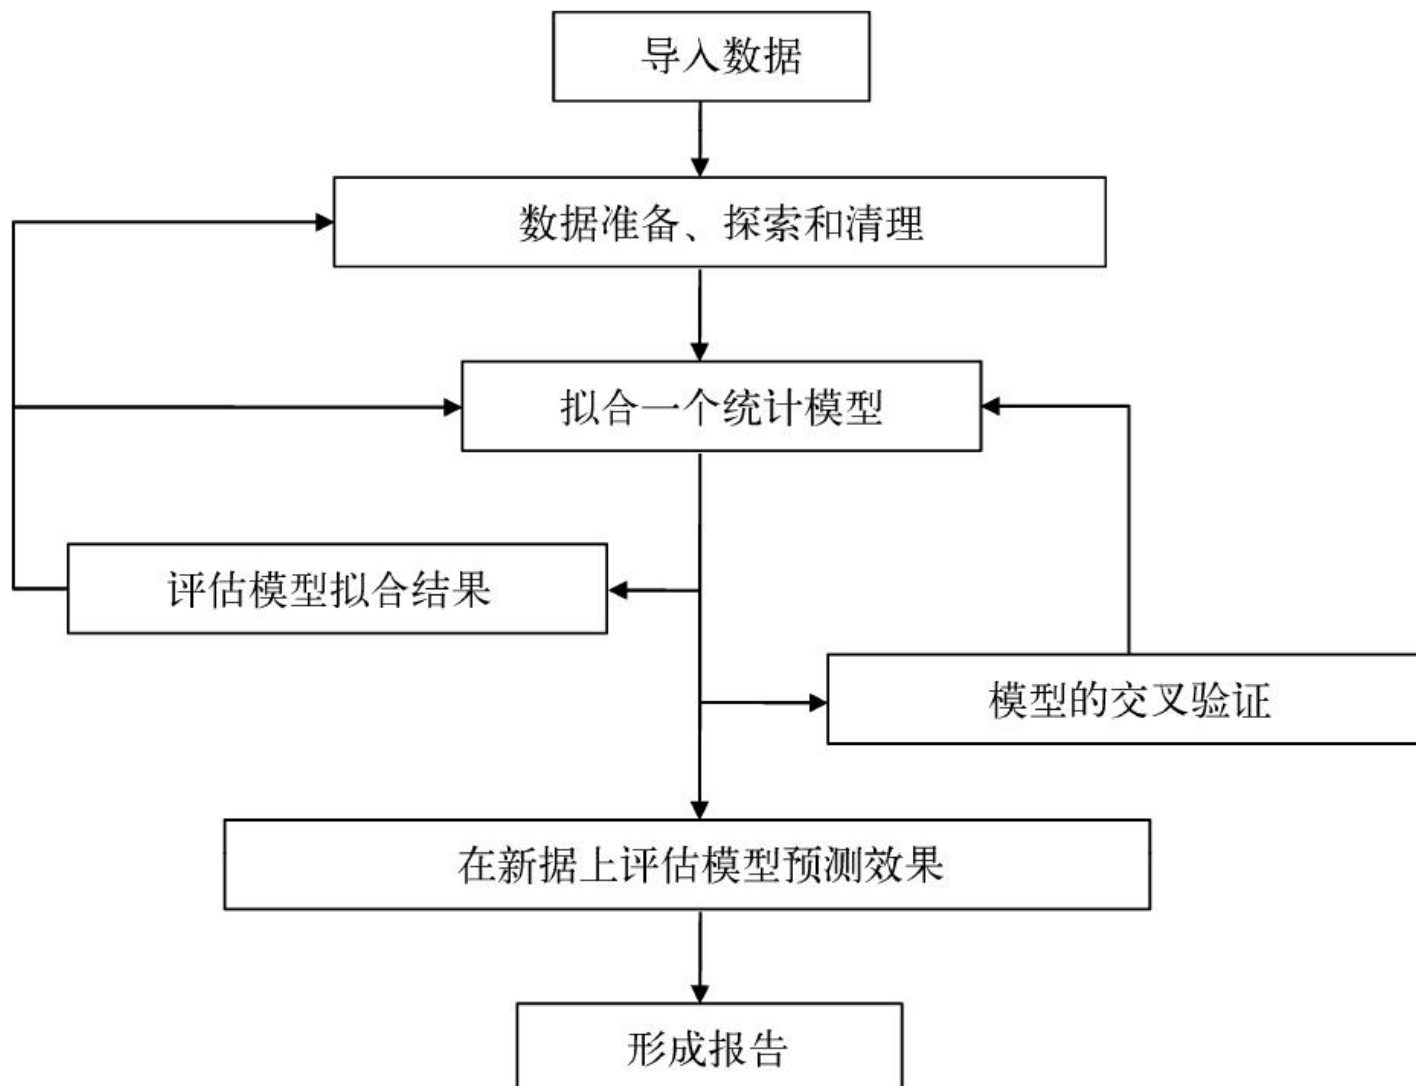 导入数据
数据准备、探索和清理
拟合一个统计模型
评估模型拟合结果
模型的交叉验证
在新据上评估模型预测效果
形成报告